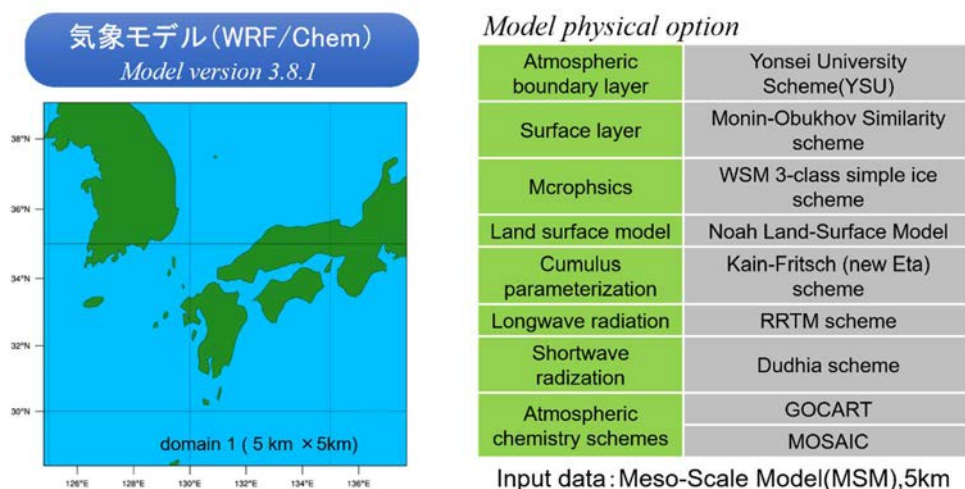 気象モデル(WRF/Chem)
Model version 3.8.1
38°N
36°N
34°N
32°N
30°N
domain 1 ( 5 km ×5km)
126°E
128°E
130°E
132°E
134°E
136°E
Model physical option
Atmospheric
boundary layer
Yonsei University
Scheme(YSU)
Surface layer
Monin-Obukhov Similarity
scheme
Mcrophsics
WSM 3-class simple ice
scheme
Land surface model
Noah Land-Surface Model
Cumulus
parameterization
Kain-Fritsch (new Eta)
scheme
Longwave radiation
RRTM scheme
Shortwave
radization
Dudhia scheme
Atmospheric
chemistry schemes
GOCART
MOSAIC
Input data:Meso-Scale Model(MSM),5km